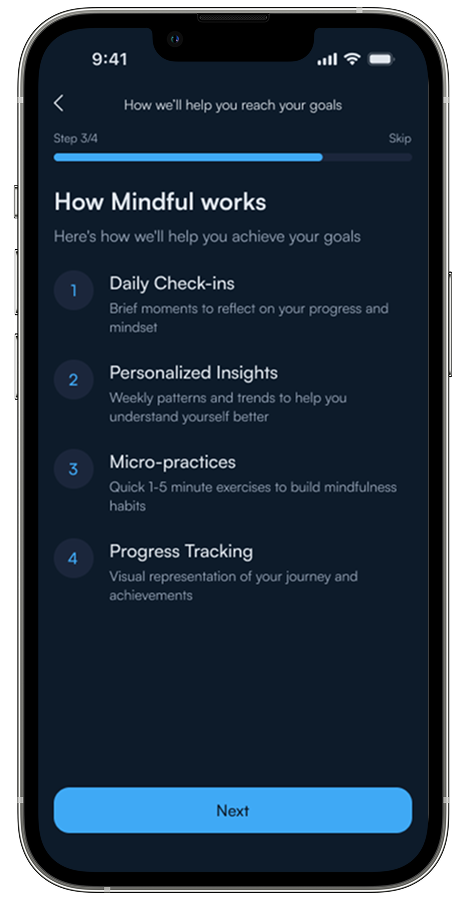 9:41
How we'll help you reach your goals
Step 3/4
Skip
How Mindful works
Here's how we'll help you achieve your goals
1
Daily Check-ins
Brief moments to reflect on your progress and
mindset
2
Personalized Insights
Weekly patterns and trends to help you
understand yourself better
3
Micro-practices
Quick 1-5 minute exercises to build mindfulness
habits
4
Progress Tracking
Visual representation of your journey and
achievements
Next